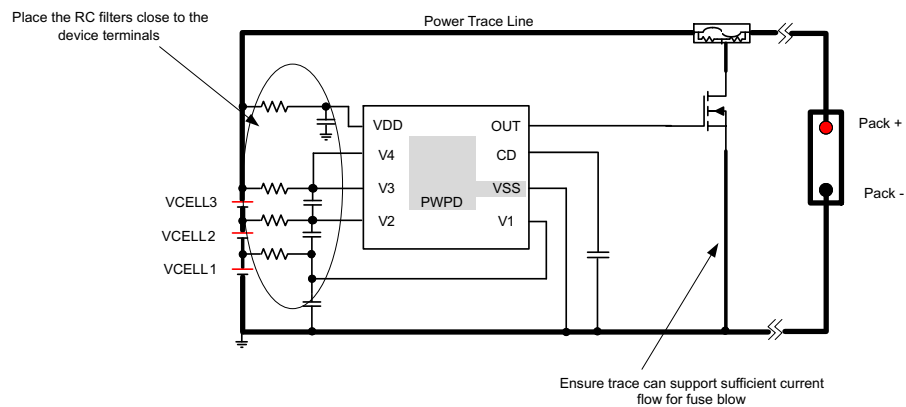 Place the RC filters close to the
device terminals
Power Trace Line
VDD
OUT
Pack +
V4
CD
V3
VSS
Pack -
PWPD
VCELL3
V2
V1
VCELL2
VCELL1
Ensure trace can support sufficient current
flow for fuse blow